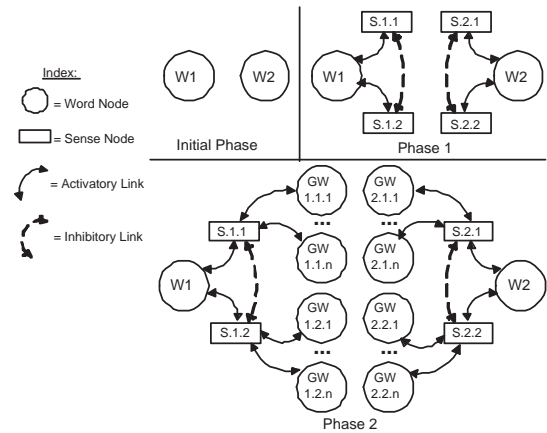 Index:
= Word Node
= Sense Node
= Activatory Link
= Inhibitory Link
W1
W2
Initial Phase
S.1.1
S.2.1
W1
W2
S.1.2
S.2.2
Phase 1
GW
1.1.1
GW
2.1.1
...
...
S.1.1
S.2.1
GW
1.1.n
GW
2.1.n
W1
W2
GW
1.2.1
GW
2.2.1
S.1.2
S.2.2
...
...
GW
1.2.n
GW
2.2.n
Phase 2